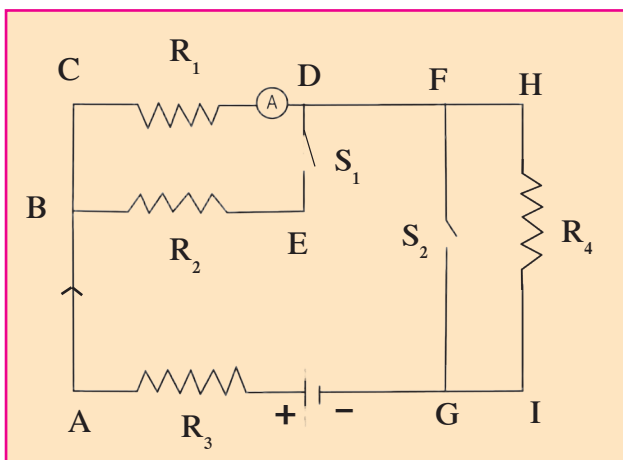 C R₁ D F H
A
S₁
B
R₂ E S₂ R₄
A R₃ + − G I